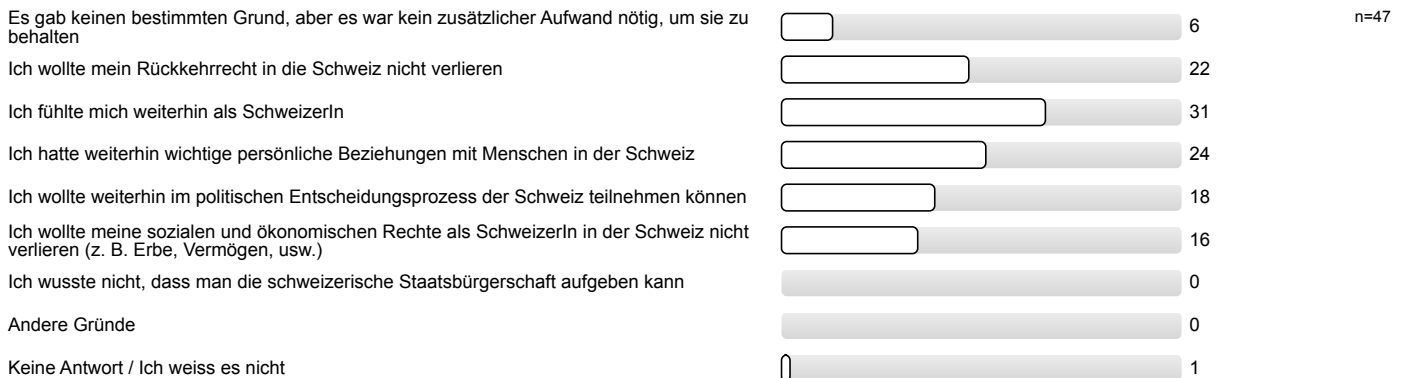 Es gab keinen bestimmten Grund, aber es war kein zusätzlicher Aufwand nötig, um sie zu
behalten
6
n=47
Ich wollte mein Rückkehrrecht in die Schweiz nicht verlieren
22
Ich fühlte mich weiterhin als SchweizerIn
31
Ich hatte weiterhin wichtige persönliche Beziehungen mit Menschen in der Schweiz
24
Ich wollte weiterhin im politischen Entscheidungsprozess der Schweiz teilnehmen können
18
Ich wollte meine sozialen und ökonomischen Rechte als SchweizerIn in der Schweiz nicht
verlieren (z. B. Erbe, Vermögen, usw.)
16
Ich wusste nicht, dass man die schweizerische Staatsbürgerschaft aufgeben kann
0
Andere Gründe
0
Keine Antwort / Ich weiss es nicht
1